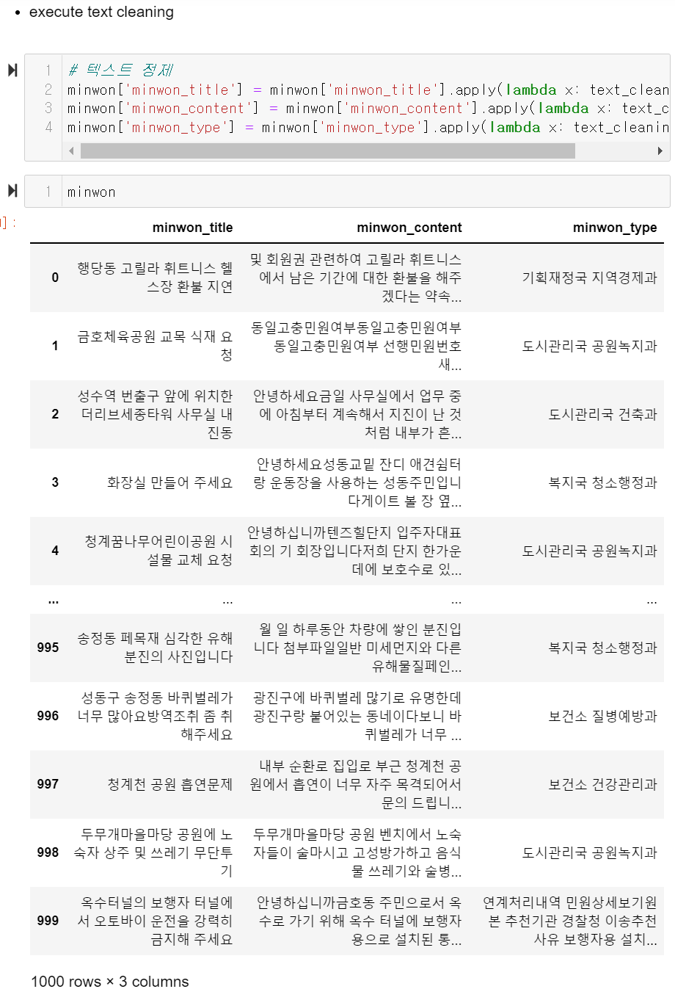 • execute text cleaning
1 # 텍스트 정제
2 minwon['minwon_title'] = minwon['minwon_title'].apply(lambda x: text_clean
3 minwon['minwon_content'] = minwon['minwon_content'].apply(lambda x: text_c
4 minwon['minwon_type'] = minwon['minwon_type'].apply(lambda x: text_cleanin
1 minwon
]:
minwon_title minwon_content minwon_type
및 회원권 관련하여 고릴라 휘트니스
행당동 고릴라 휘트니스 헬
0 에서 남은 기간에 대한 환불을 해주 기획재정국 지역경제과
스장 환불 지연
겠다는 약속...
동일고충민원여부동일고충민원여부
금호체육공원 교목 식재 요
1 동일고충민원여부 선행민원번호 도시관리국 공원녹지과
청
새...
성수역 번출구 앞에 위치한 안녕하세요금일 사무실에서 업무 중
2 더리브세종타워 사무실 내 에 아침부터 계속해서 지진이 난 것 도시관리국 건축과
진동 처럼 내부가 흔...
안녕하세요성동교밑 잔디 애견쉼터
3 화장실 만들어 주세요 랑 운동장을 사용하는 성동주민입니 복지국 청소행정과
다게이트 볼 장 옆...
안녕하십니까텐즈힐단지 입주자대표
청계꿈나무어린이공원 시
4 회의 기 회장입니다저희 단지 한가운 도시관리국 공원녹지과
설물 교체 요청
데에 보호수로 있...
... ... ... ...
월 일 하루동안 차량에 쌓인 분진입
송정동 페목재 심각한 유해
995 니다 첨부파일일반 미세먼지와 다른 복지국 청소행정과
분진의 사진입니다
유해물질페인...
성동구 송정동 바퀴벌레가 광진구에 바퀴벌레 많기로 유명한데
996 너무 많아요방역조취 좀 취 광진구랑 붙어있는 동네이다보니 바 보건소 질병예방과
해주세요 퀴벌레가 너무 ...
내부 순환로 집입로 부근 청계천 공
997 청계천 공원 흡연문제 원에서 흡연이 너무 자주 목격되어서 보건소 건강관리과
문의 드립니...
두무개마을마당 공원에 노 두무개마을마당 공원 벤치에서 노숙
998 숙자 상주 및 쓰레기 무단투 자들이 술마시고 고성방가하고 음식 도시관리국 공원녹지과
기 물 쓰레기와 술병...
옥수터널의 보행자 터널에 안녕하십니까금호동 주민으로서 옥 연계처리내역 민원상세보기원
999 서 오토바이 운전을 강력히 수로 가기 위해 옥수 터널에 보행자 본 추천기관 경찰청 이송추천
금지해 주세요 용으로 설치된 통... 사유 보행자용 설치...
1000 rows × 3 columns